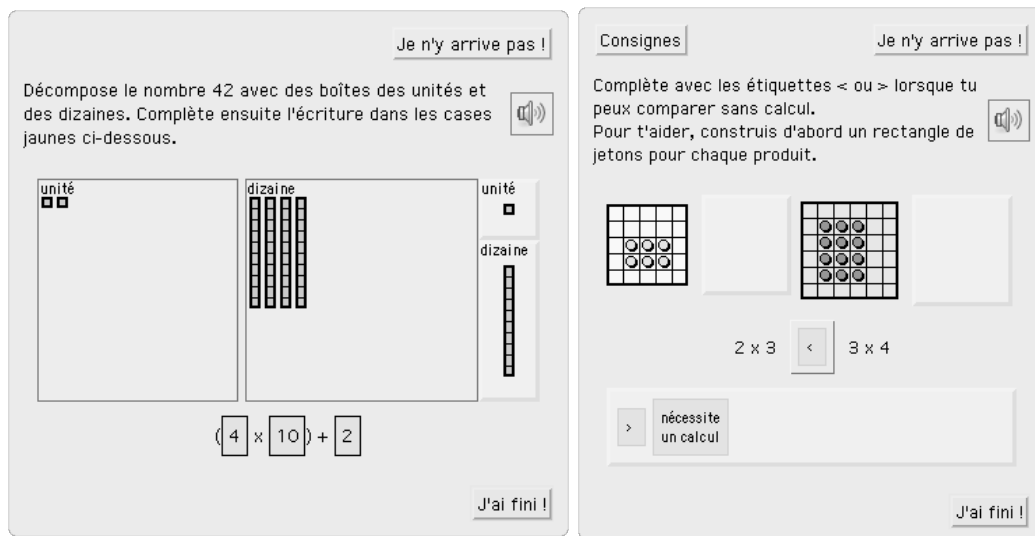 Je n'y arrive pas !
Décompose le nombre 42 avec des boîtes des unités et
des dizaines. Complète ensuite l'écriture dans les cases
jaunes ci-dessous.
unité
dizaine
unité
dizaine
(4 x 10) + 2
J'ai fini !
Consignes
Je n'y arrive pas !
Complète avec les étiquettes < ou > lorsque tu
peux comparer sans calcul.
Pour t'aider, construis d'abord un rectangle de
jetons pour chaque produit.
2 x 3 < 3 x 4
>
nécessite
un calcul
J'ai fini !